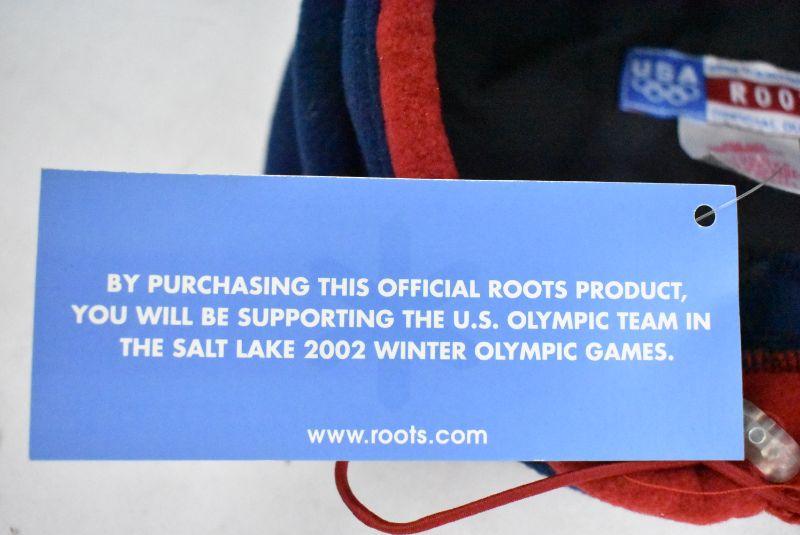 USA
ROO
BY PURCHASING THIS OFFICIAL ROOTS PRODUCT,
YOU WILL BE SUPPORTING THE U.S. OLYMPIC TEAM IN
THE SALT LAKE 2002 WINTER OLYMPIC GAMES.
www.roots.com